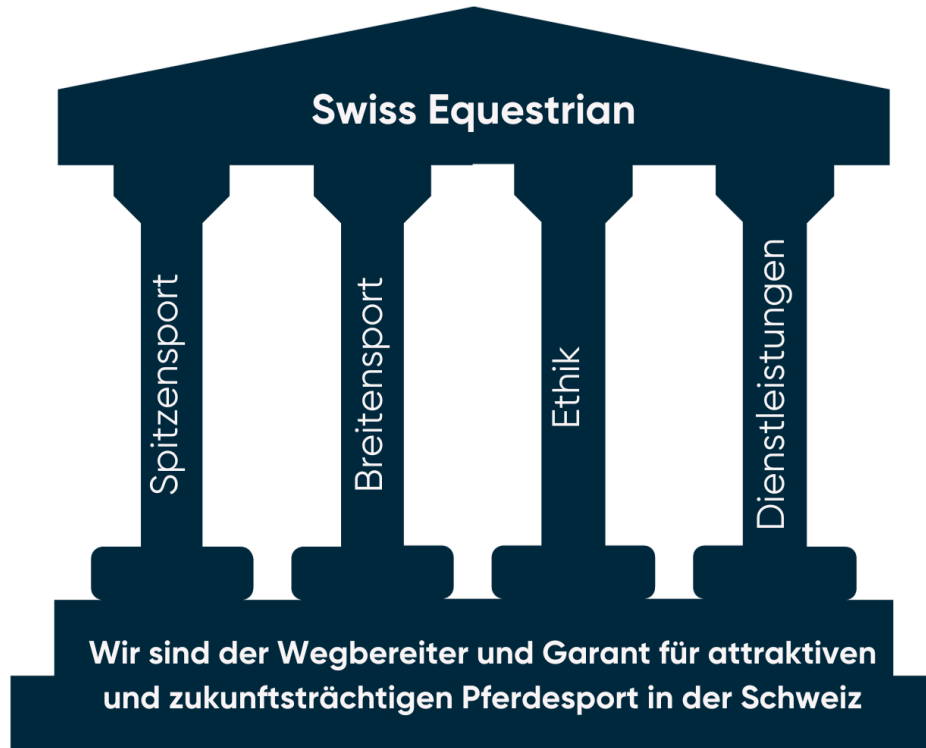 Swiss Equestrian
Spitzensport
Breitensport
Ethik
Dienstleistungen
Wir sind der Wegbereiter und Garant für attraktiven
und zukunftsträchtigen Pferdesport in der Schweiz